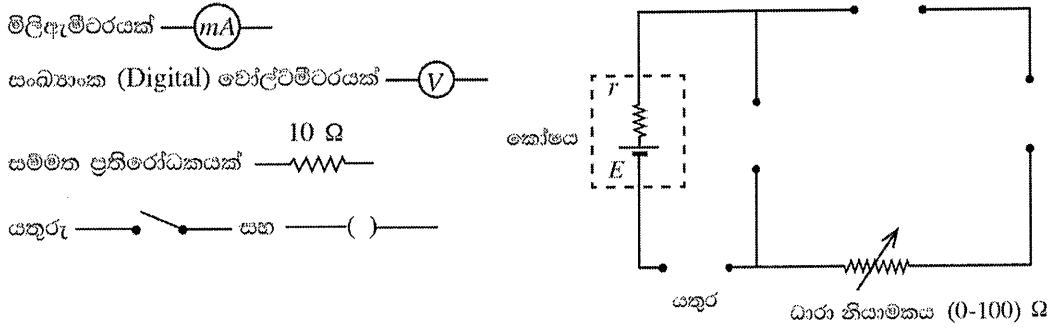 මිලිඇමීටරයක් mA
සංඛ්‍යාංක (Digital) වෝල්ට්මීටරයක් V
10 Ω
සම්මත ප්‍රතිරෝධකයක්
යතුරු සහ ( )
r
කෝෂය
E
යතුර
ධාරා නියාමකය (0-100) Ω